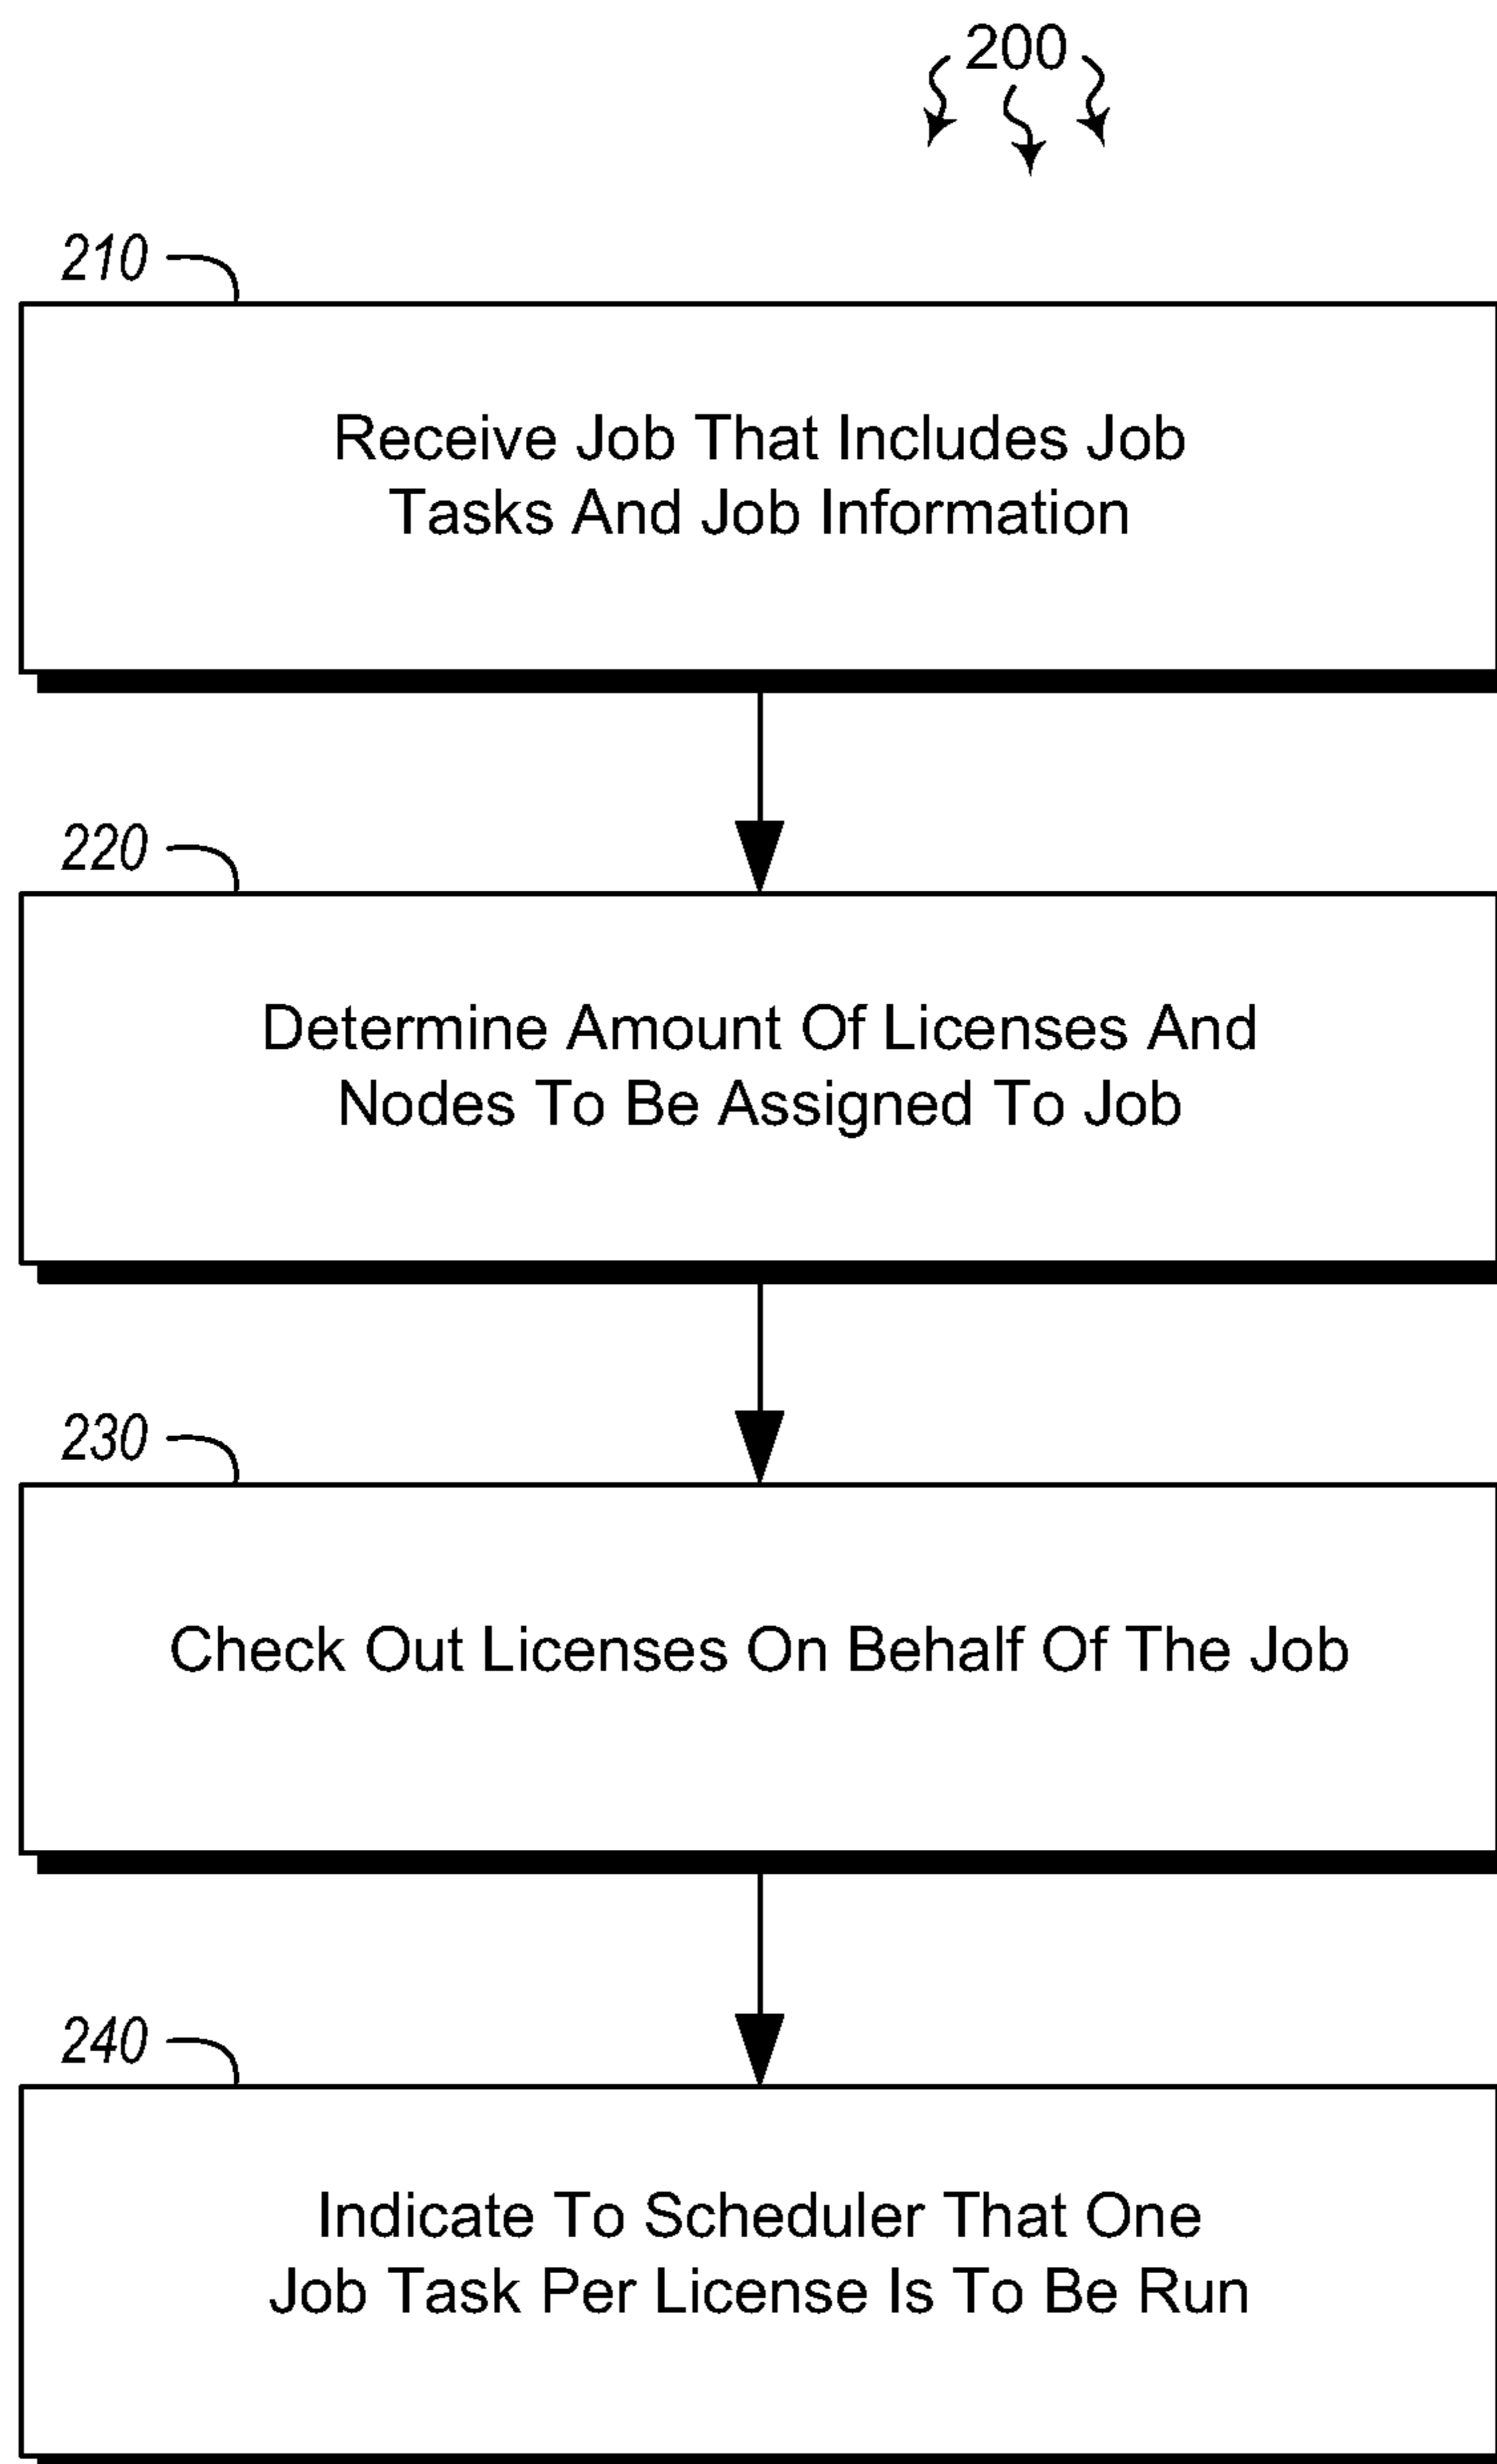 200
210
Receive Job That Includes Job
Tasks And Job Information
220
Determine Amount Of Licenses And
Nodes To Be Assigned To Job
230
Check Out Licenses On Behalf Of The Job
240
Indicate To Scheduler That One
Job Task Per License Is To Be Run